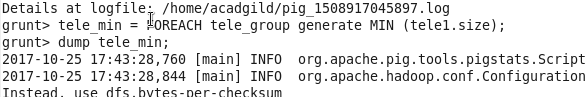 Details at logfile: /home/acadgild/pig_1508917045897.log
grunt> tele_min = FOREACH tele_group generate MIN (tele1.size);
grunt> dump tele_min;
2017-10-25 17:43:28,760 [main] INFO  org.apache.pig.tools.pigstats.Script
2017-10-25 17:43:28,844 [main] INFO  org.apache.hadoop.conf.Configuration
Instead, use dfs.bytes-per-checksum